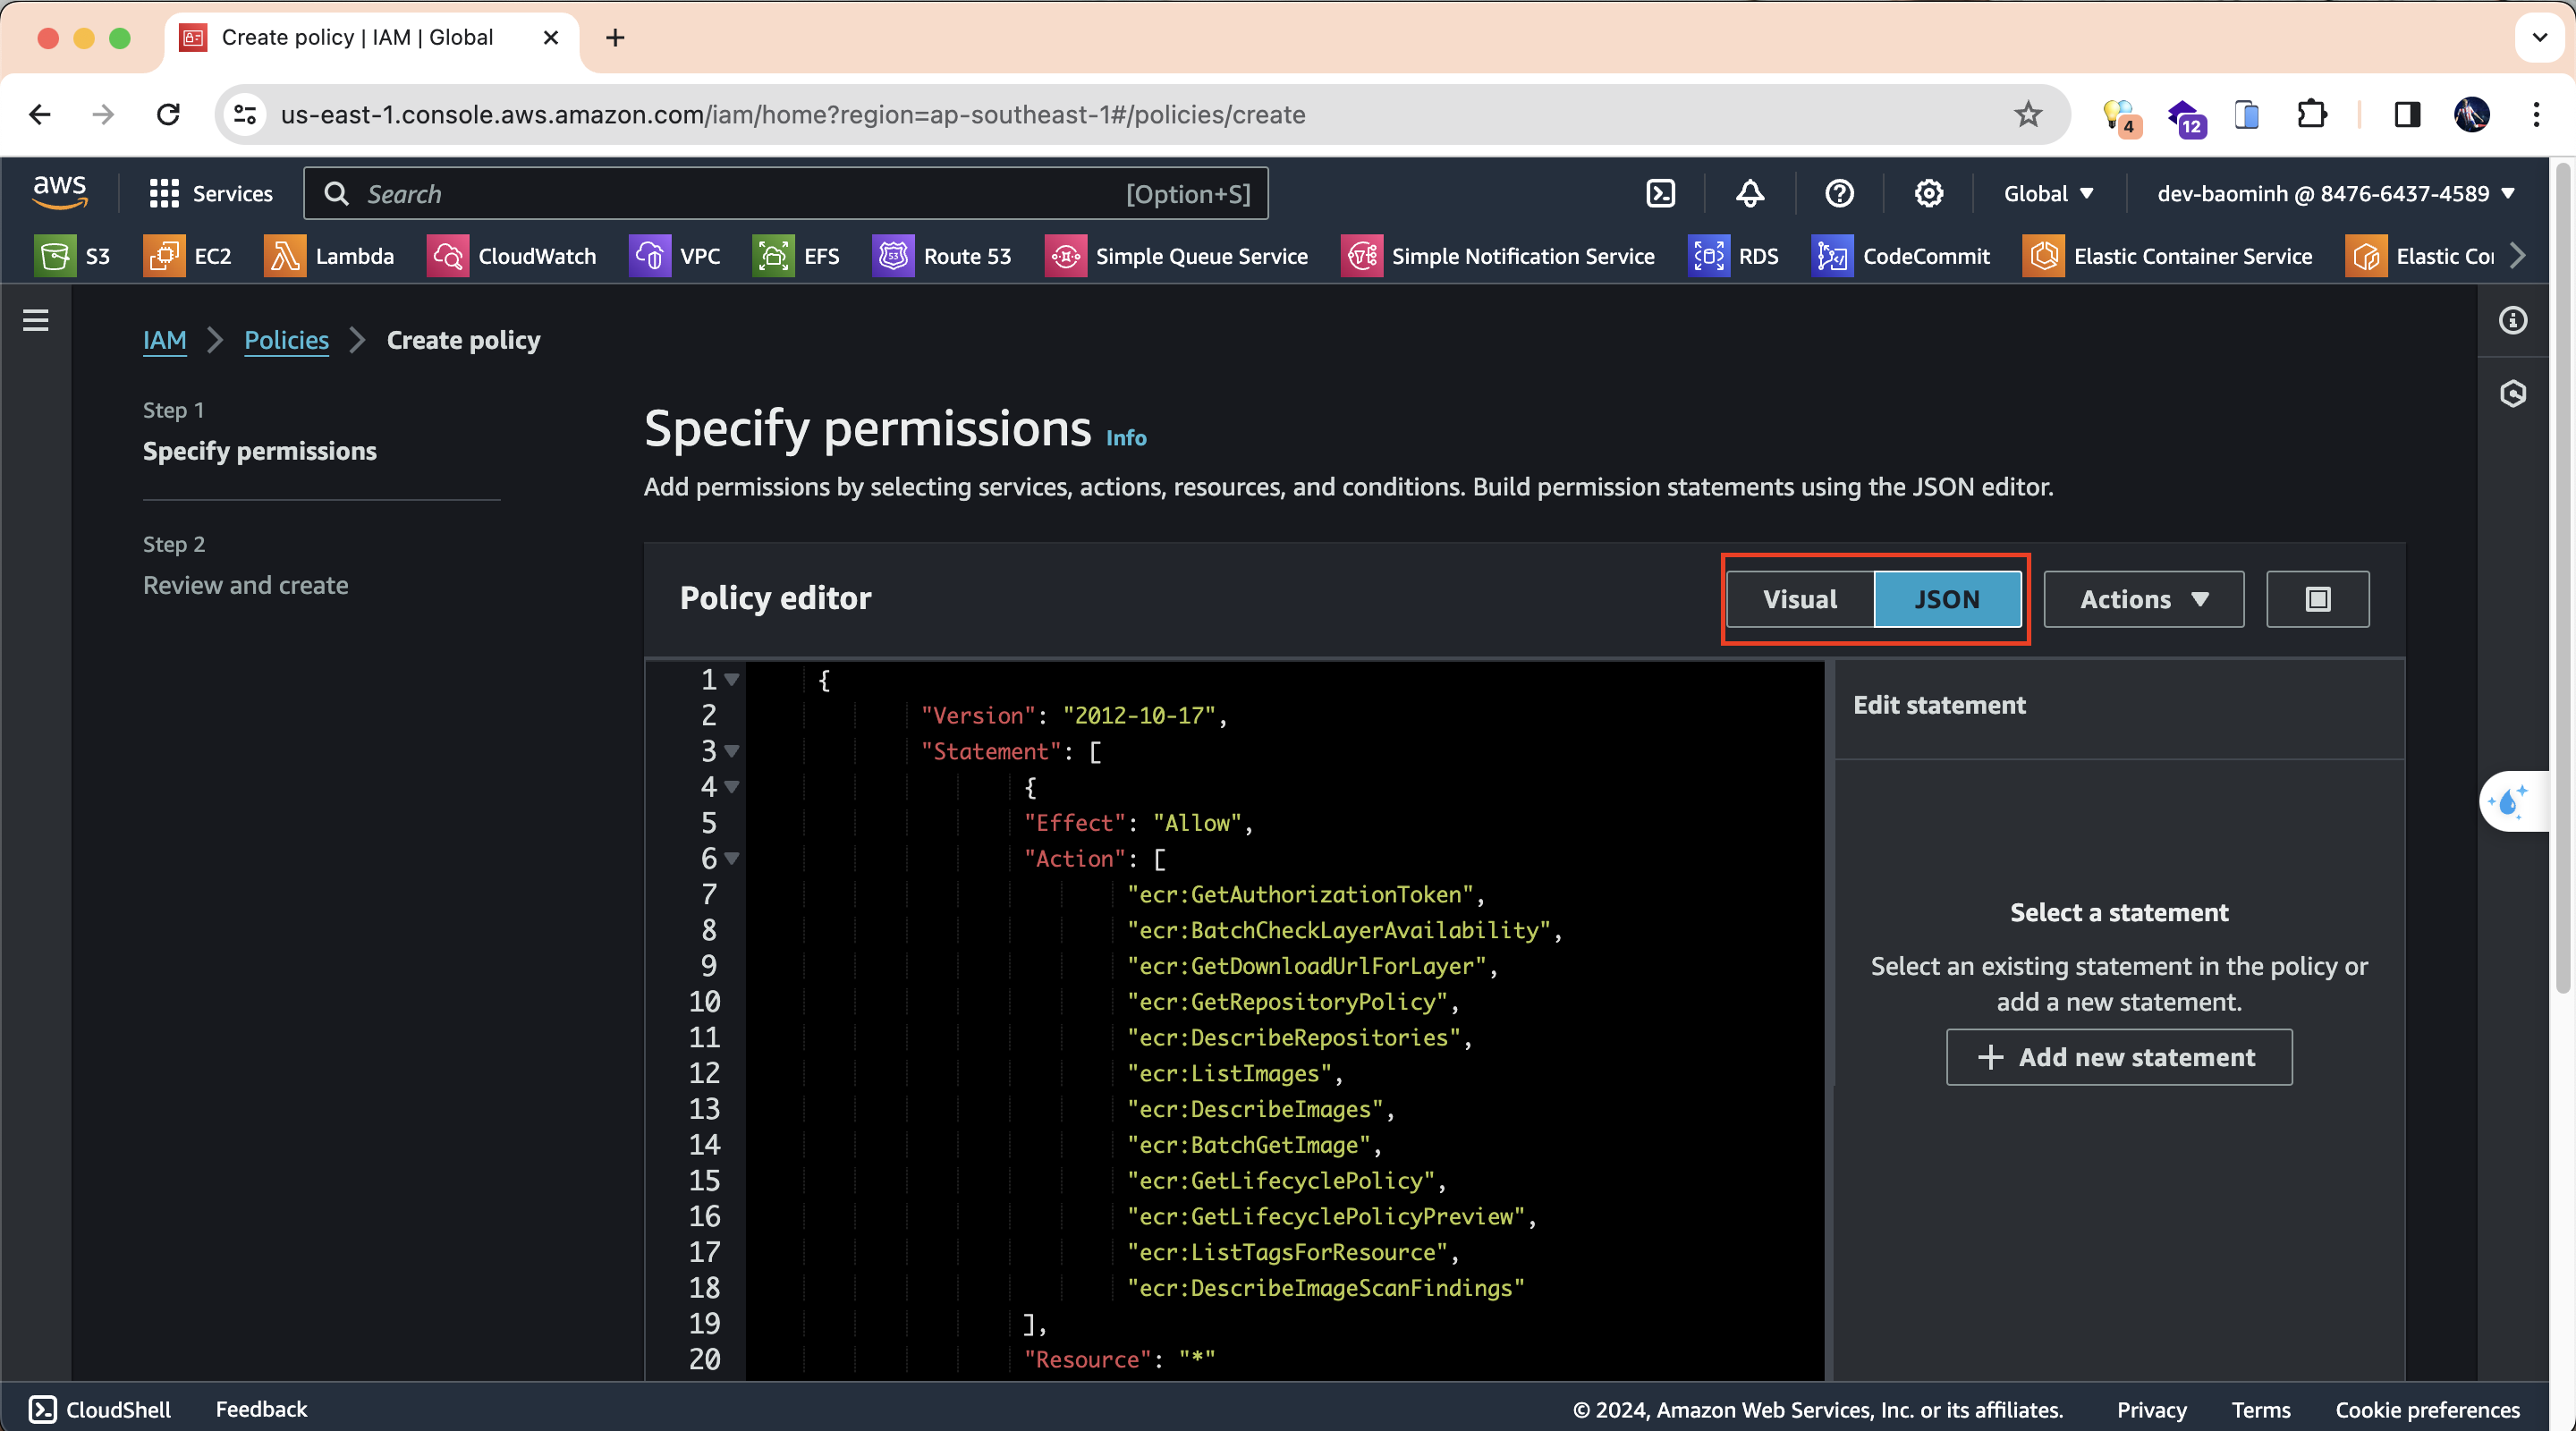 Create policy | IAM | Global
us-east-1.console.aws.amazon.com/iam/home?region=ap-southeast-1#/policies/create
4
12
aws
Services
Search
[Option+S]
Global
dev-baominh @ 8476-6437-4589
S3
EC2
Lambda
CloudWatch
VPC
EFS
53
Route 53
Simple Queue Service
Simple Notification Service
RDS
CodeCommit
Elastic Container Service
Elastic
IAM
Policies
Create policy
Step 1
Specify permissions
Step 2
Review and create
Specify permissions Info
Add permissions by selecting services, actions, resources, and conditions. Build permission statements using the JSON editor.
Policy editor
Visual
JSON
Actions
1 {
2 "Version": "2012-10-17",
3 "Statement": [
4 {
5 "Effect": "Allow",
6 "Action": [
7 "ecr:GetAuthorizationToken",
8 "ecr:BatchCheckLayerAvailability",
9 "ecr:GetDownloadUrlForLayer",
10 "ecr:GetRepositoryPolicy",
11 "ecr:DescribeRepositories",
12 "ecr:ListImages",
13 "ecr:DescribeImages",
14 "ecr:BatchGetImage",
15 "ecr:GetLifecyclePolicy",
16 "ecr:GetLifecyclePolicyPreview",
17 "ecr:ListTagsForResource",
18 "ecr:DescribeImageScanFindings"
19 ],
20 "Resource": "*"
Edit statement
Select a statement
Select an existing statement in the policy or
add a new statement.
Add new statement
CloudShell
Feedback
© 2024, Amazon Web Services, Inc. or its affiliates.
Privacy
Terms
Cookie preferences